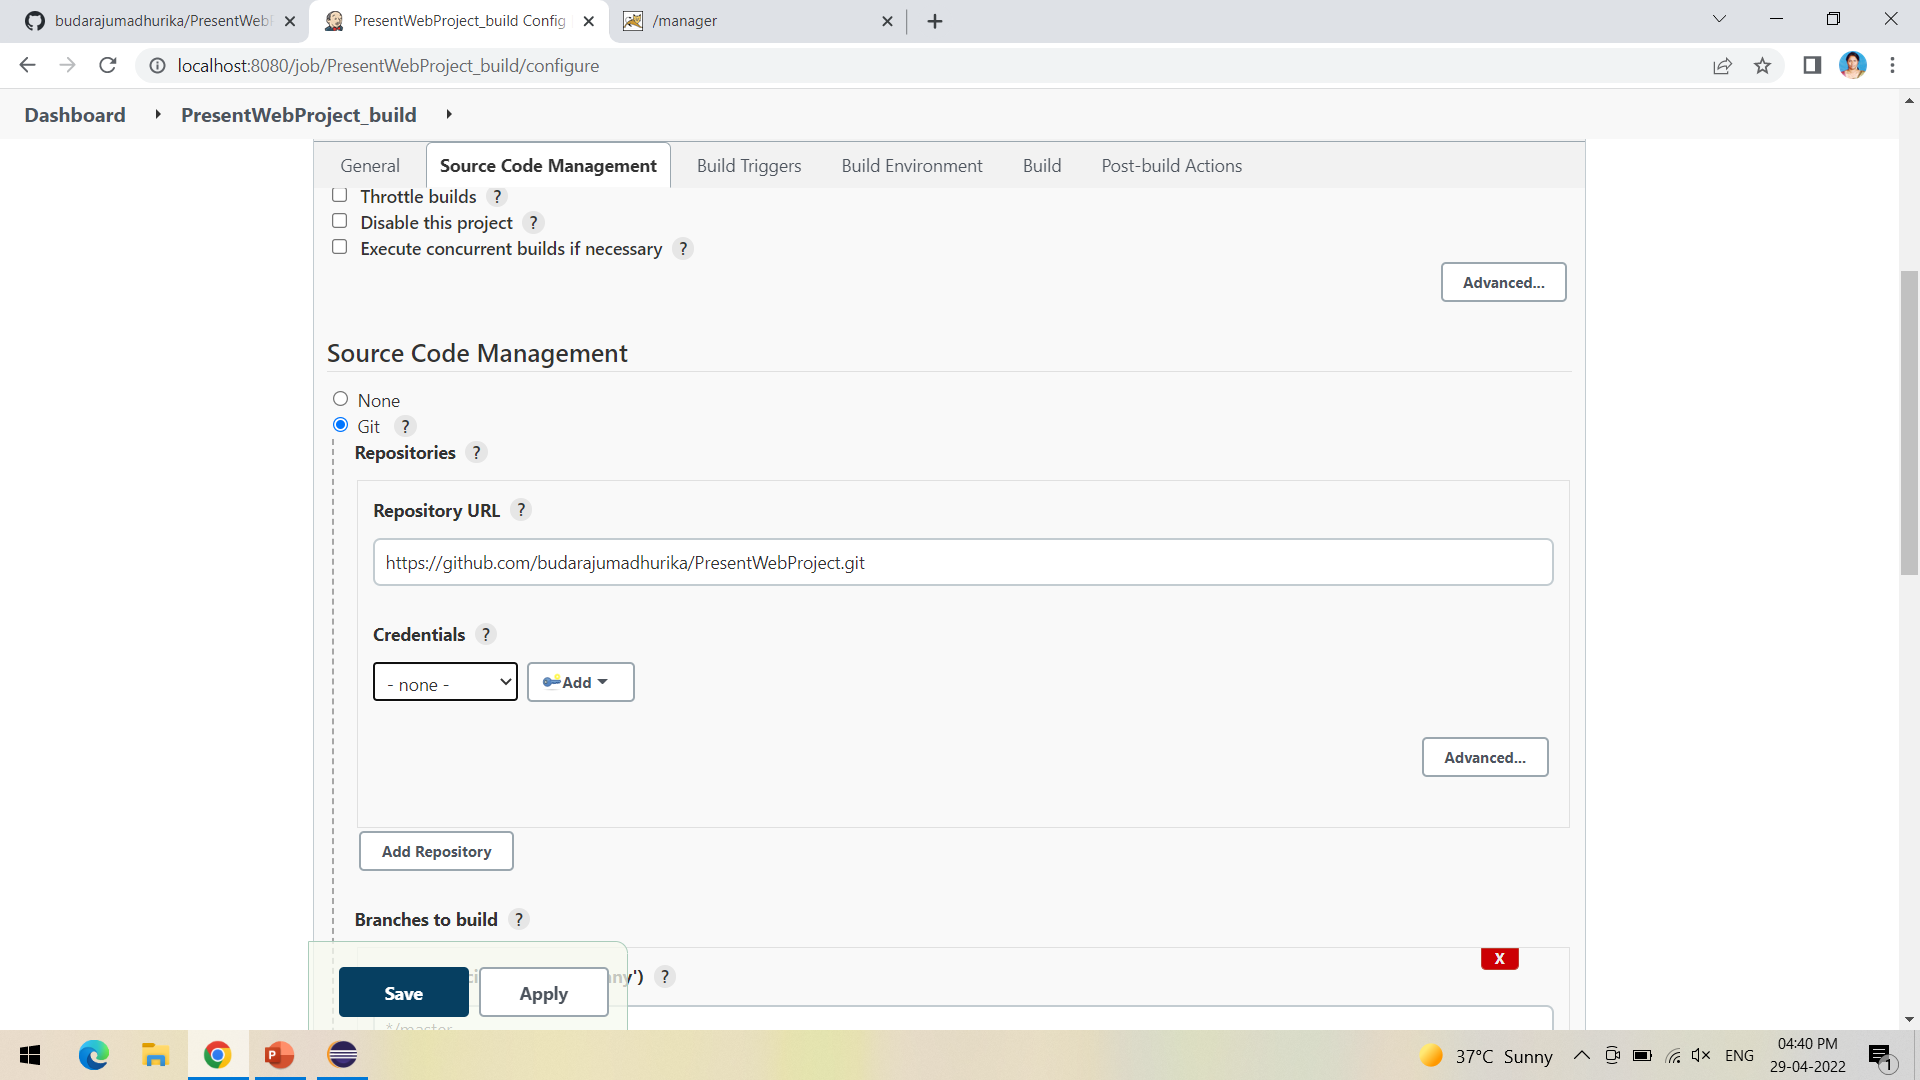 budarajumadhurika/PresentWeb
PresentWebProject_build Config
/manager
localhost:8080/job/PresentWebProject_build/configure
Dashboard
PresentWebProject_build
General
Source Code Management
Build Triggers
Build Environment
Build
Post-build Actions
Throttle builds ?
Disable this project ?
Execute concurrent builds if necessary ?
Advanced...
Source Code Management
None
Git ?
Repositories ?
Repository URL ?
https://github.com/budarajumadhurika/PresentWebProject.git
Credentials ?
- none -
Add
Advanced...
Add Repository
Branches to build ?
X
ny') ?
Save
Apply
*/master
37°C Sunny
ENG
04:40 PM
29-04-2022
1